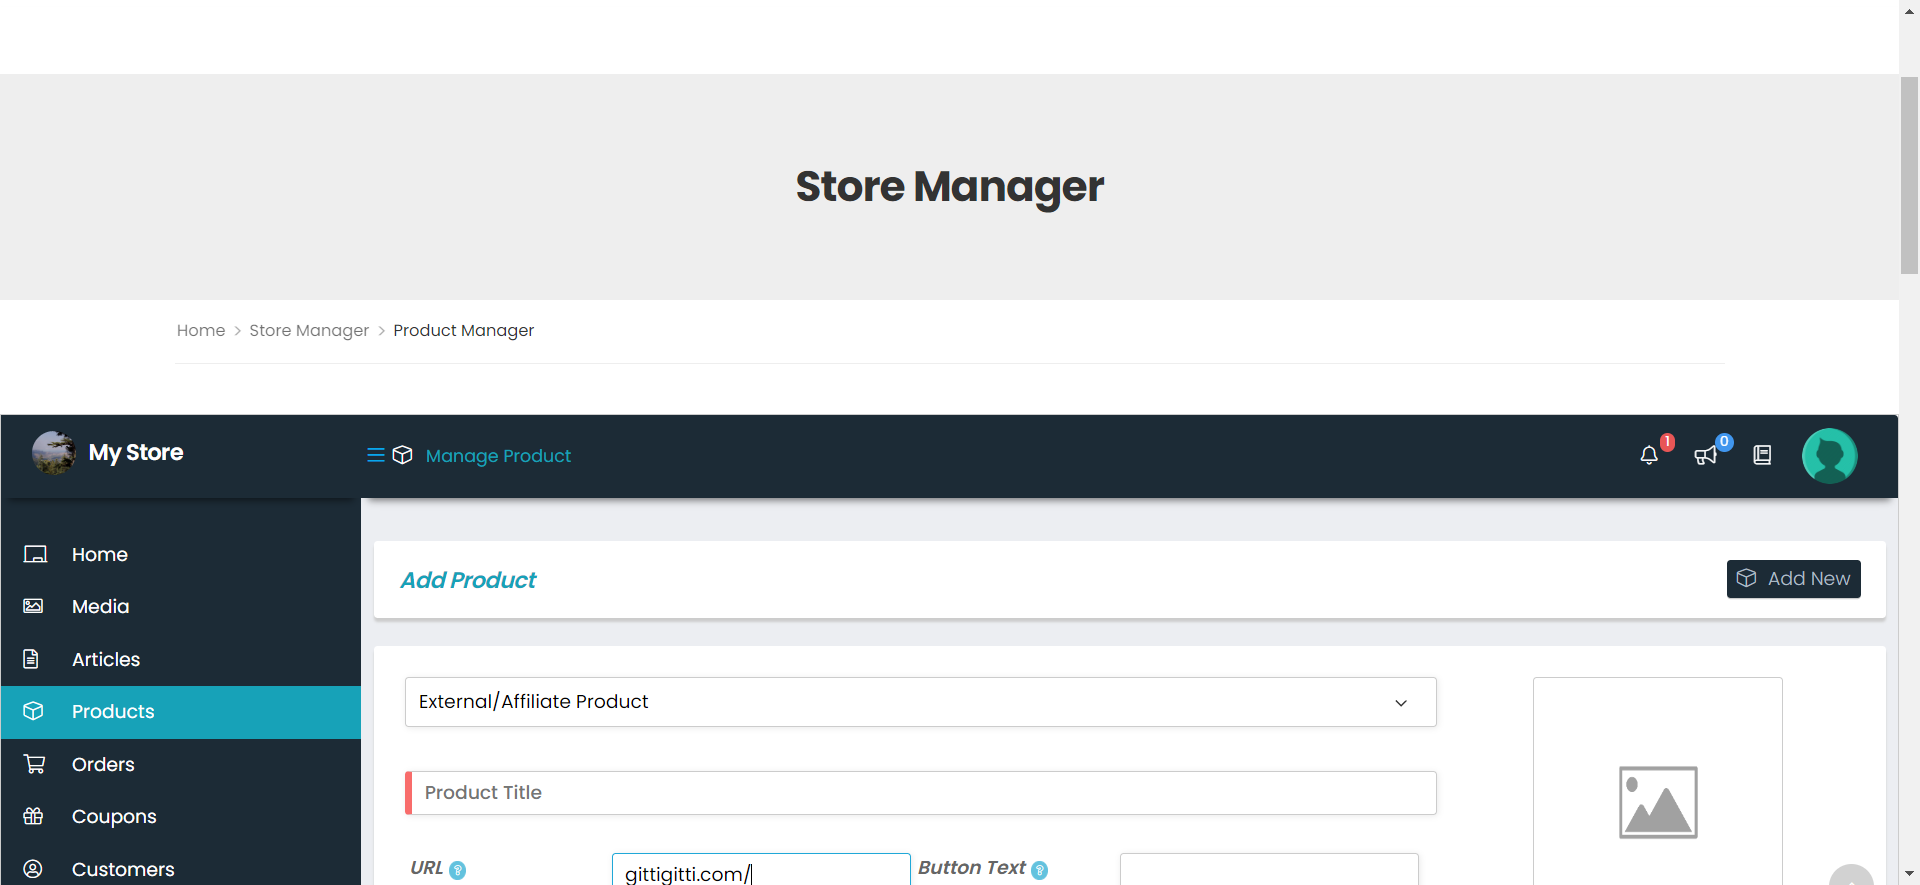 Store Manager
Home > Store Manager > Product Manager
My Store
Manage Product
1
0
Home
Media
Articles
Products
Orders
Coupons
Customers
Add Product
Add New
External/Affiliate Product
Product Title
URL ?
gittigitti.com/
Button Text ?